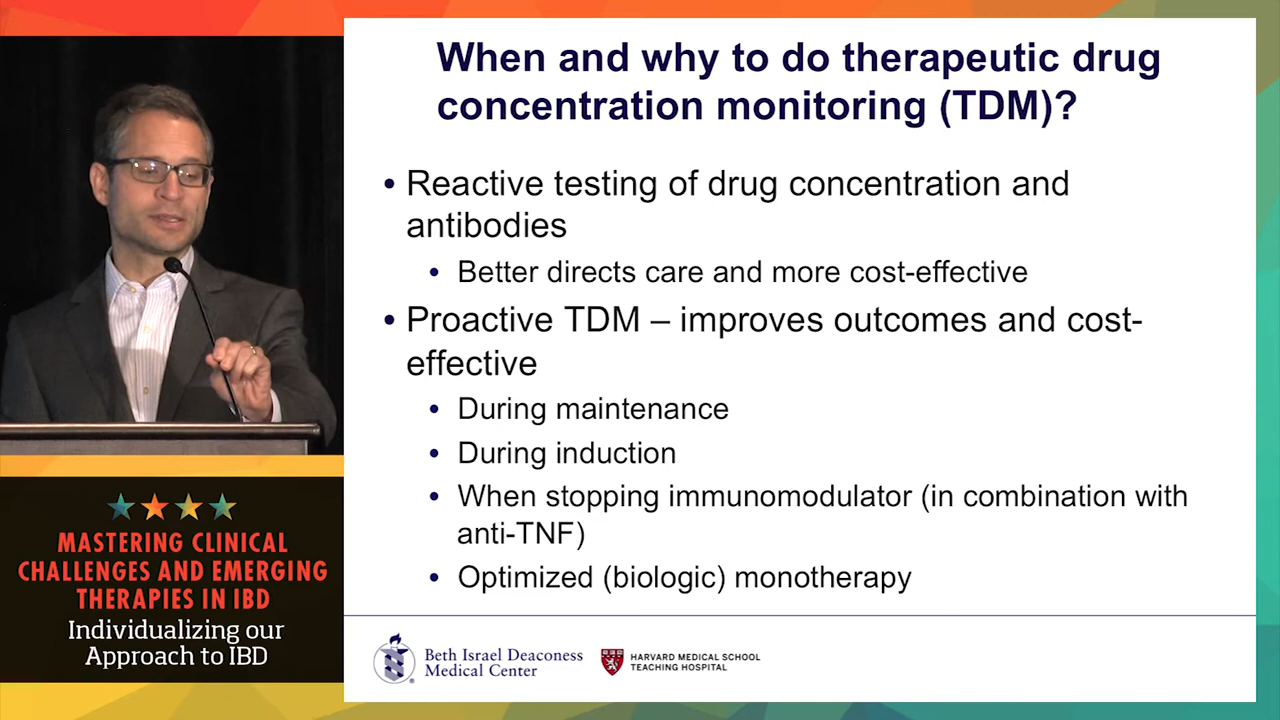 When and why to do therapeutic drug
concentration monitoring (TDM)?
• Reactive testing of drug concentration and
antibodies
• Better directs care and more cost-effective
• Proactive TDM – improves outcomes and cost-
effective
• During maintenance
• During induction
• When stopping immunomodulator (in combination with
anti-TNF)
• Optimized (biologic) monotherapy
MASTERING CLINICAL
CHALLENGES AND EMERGING
THERAPIES IN IBD
Individualizing our
Approach to IBD
Beth Israel Deaconess
Medical Center
HARVARD MEDICAL SCHOOL
TEACHING HOSPITAL